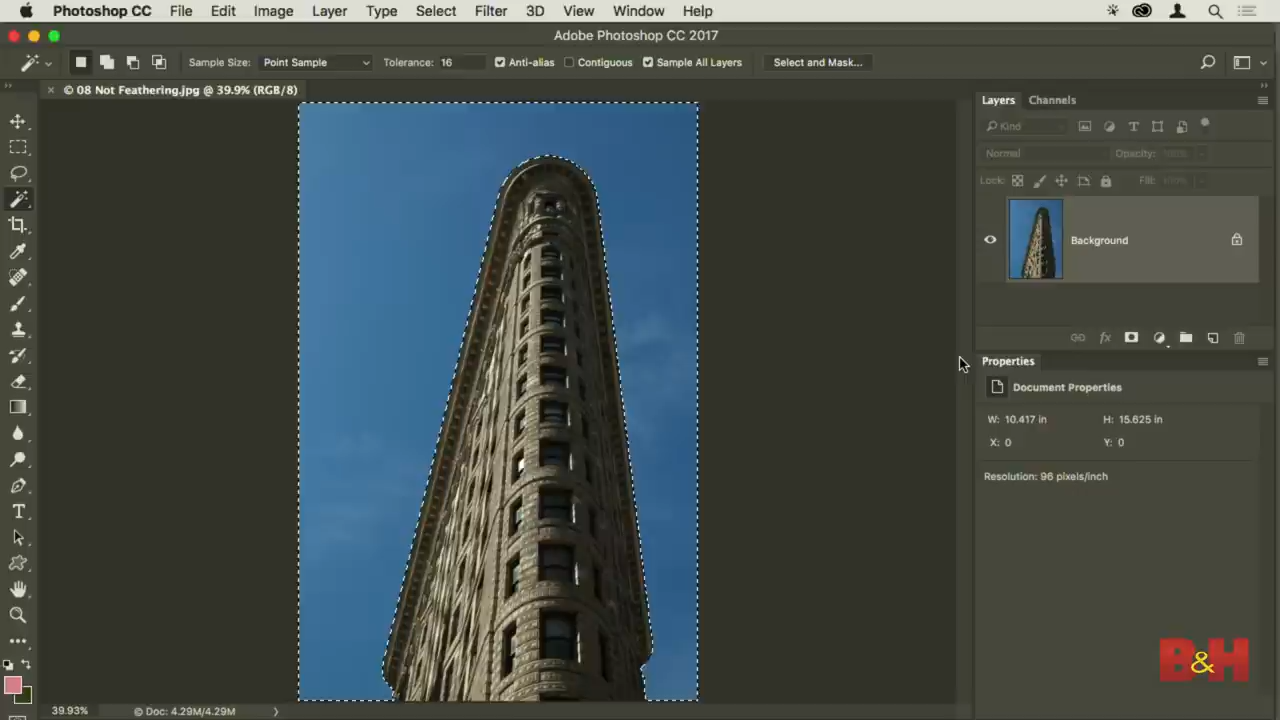 Photoshop CC File Edit Image Layer Type Select Filter 3D View Window Help
Adobe Photoshop CC 2017
Sample Size: Point Sample Tolerance: 16 Anti-alias Contiguous Sample All Layers Select and Mask...
× © 08 Not Feathering.jpg @ 39.9% (RGB/8)
Layers Channels
Kind
Normal Opacity: 100%
Lock: Fill: 100%
Background
fx
Properties
Document Properties
W: 10.417 in H: 15.625 in
X: 0 Y: 0
Resolution: 96 pixels/inch
T
B&H
39.93% © Doc: 4.29M/4.29M